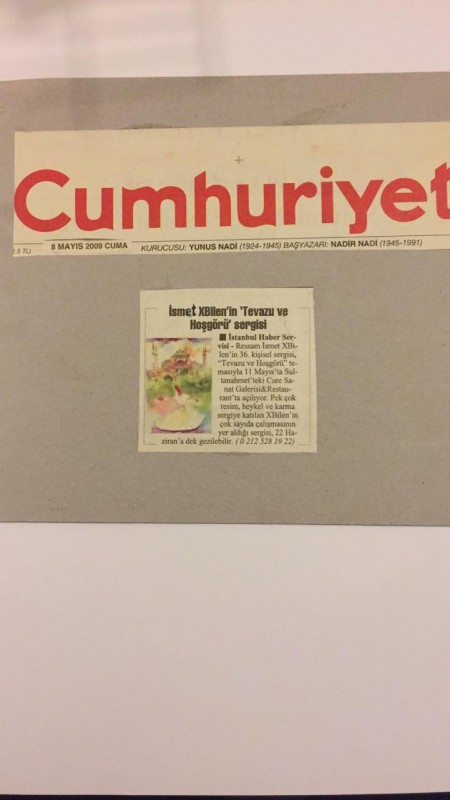 Cumhuriyet
.5 TL) 8 MAYIS 2009 CUMA KURUCUSU: YUNUS NADİ (1924-1945) BAŞYAZARI: NADİR NADİ (1945-1991)
İsmet XBilen'in 'Tevazu ve
Hoşgörü' sergisi
■ İstanbul Haber Ser-
visi - Ressam İsmet XBi-
len'in 36. kişisel sergisi,
"Tevazu ve Hoşgörü" te-
masıyla 11 Mayıs'ta Sul-
tanahmet'teki Cure Sa-
nat Galerisi&Restau-
rant'ta açılıyor. Pek çok
resim, heykel ve karma
sergiye katılan XBilen'in
çok sayıda çalışmasının
yer aldığı sergisi, 22 Ha-
ziran'a dek gezilebilir. ( 0 212 528 19 22)